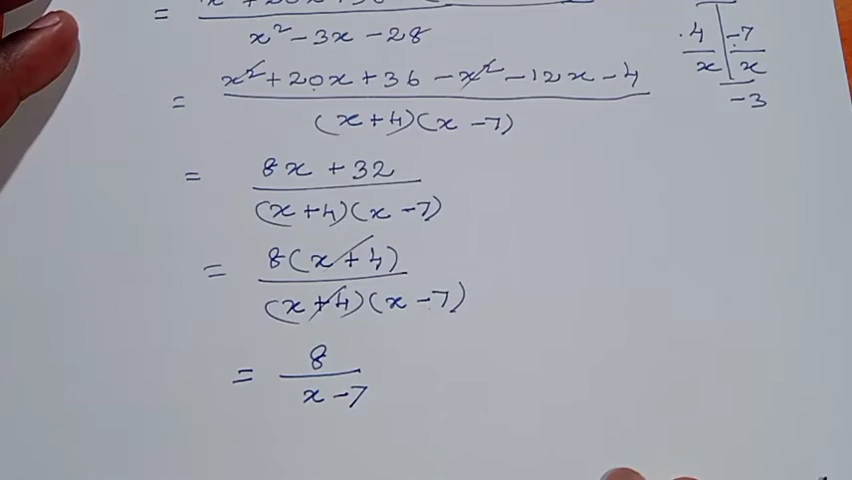 =
x² - 3x - 28
= x² + 20x + 36 - x² - 12x - 4
(x + 4)(x - 7)
= 8x + 32
(x + 4)(x - 7)
= 8(x + 4)
(x + 4)(x - 7)
= 8
x - 7
4 -7
x x
-3